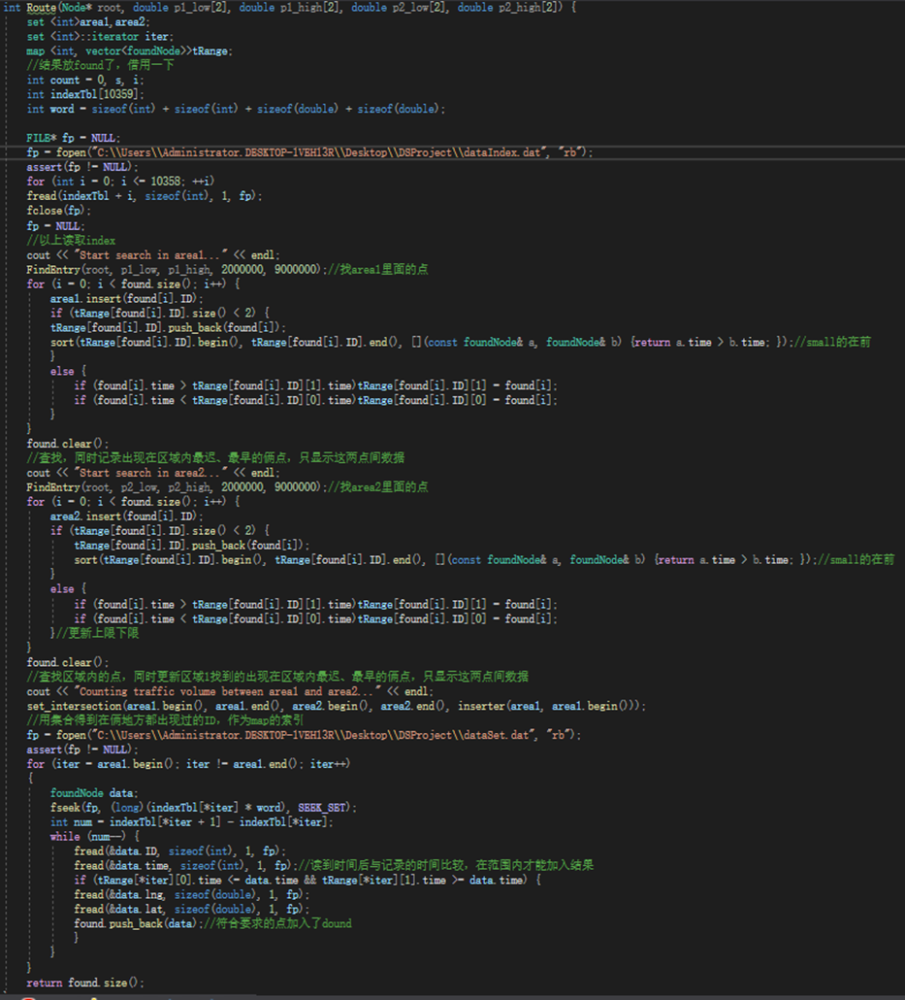 int Route(Node* root, double p1_low[2], double p1_high[2], double p2_low[2], double p2_high[2]) {
set <int>area1,area2;
set <int>::iterator iter;
map <int, vector<foundNode>>tRange;
//结果放found了，借用一下
int count = 0, s, i;
int indexTbl[10359];
int word = sizeof(int) + sizeof(int) + sizeof(double) + sizeof(double);
FILE* fp = NULL;
fp = fopen("C:\\Users\\Administrator.DESKTOP-1VEH13R\\Desktop\\DSProject\\dataIndex.dat", "rb");
assert(fp != NULL);
for (int i = 0; i <= 10358; ++i)
fread(indexTbl + i, sizeof(int), 1, fp);
fclose(fp);
fp = NULL;
//以上读取index
cout << "Start search in area1..." << endl;
FindEntry(root, p1_low, p1_high, 2000000, 9000000);//找area1里面的点
for (i = 0; i < found.size(); i++) {
area1.insert(found[i].ID);
if (tRange[found[i].ID].size() < 2) {
tRange[found[i].ID].push_back(found[i]);
sort(tRange[found[i].ID].begin(), tRange[found[i].ID].end(), [](const foundNode& a, foundNode& b) {return a.time > b.time; });//small的在前
}
else {
if (found[i].time > tRange[found[i].ID][1].time)tRange[found[i].ID][1] = found[i];
if (found[i].time < tRange[found[i].ID][0].time)tRange[found[i].ID][0] = found[i];
}
}
found.clear();
//查找，同时记录出现在区域内最迟、最早的俩点，只显示这两点间数据
cout << "Start search in area2..." << endl;
FindEntry(root, p2_low, p2_high, 2000000, 9000000);//找area2里面的点
for (i = 0; i < found.size(); i++) {
area2.insert(found[i].ID);
if (tRange[found[i].ID].size() < 2) {
tRange[found[i].ID].push_back(found[i]);
sort(tRange[found[i].ID].begin(), tRange[found[i].ID].end(), [](const foundNode& a, foundNode& b) {return a.time > b.time; });//small的在前
}
else {
if (found[i].time > tRange[found[i].ID][1].time)tRange[found[i].ID][1] = found[i];
if (found[i].time < tRange[found[i].ID][0].time)tRange[found[i].ID][0] = found[i];
}//更新上限下限
}
found.clear();
//查找区域内的点，同时更新区域1找到的出现在区域内最迟、最早的俩点，只显示这两点间数据
cout << "Counting traffic volume between area1 and area2..." << endl;
set_intersection(area1.begin(), area1.end(), area2.begin(), area2.end(), inserter(area1, area1.begin()));
//用集合得到在俩地方都出现过的ID，作为map的索引
fp = fopen("C:\\Users\\Administrator.DESKTOP-1VEH13R\\Desktop\\DSProject\\dataSet.dat", "rb");
assert(fp != NULL);
for (iter = area1.begin(); iter != area1.end(); iter++)
{
foundNode data;
fseek(fp, (long)(indexTbl[*iter] * word), SEEK_SET);
int num = indexTbl[*iter + 1] - indexTbl[*iter];
while (num--) {
fread(&data.ID, sizeof(int), 1, fp);
fread(&data.time, sizeof(int), 1, fp);//读到时间后与记录的时间比较，在范围内才能加入结果
if (tRange[*iter][0].time <= data.time && tRange[*iter][1].time >= data.time) {
fread(&data.lng, sizeof(double), 1, fp);
fread(&data.lat, sizeof(double), 1, fp);
found.push_back(data);//符合要求的点加入了dound
}
}
}
return found.size();